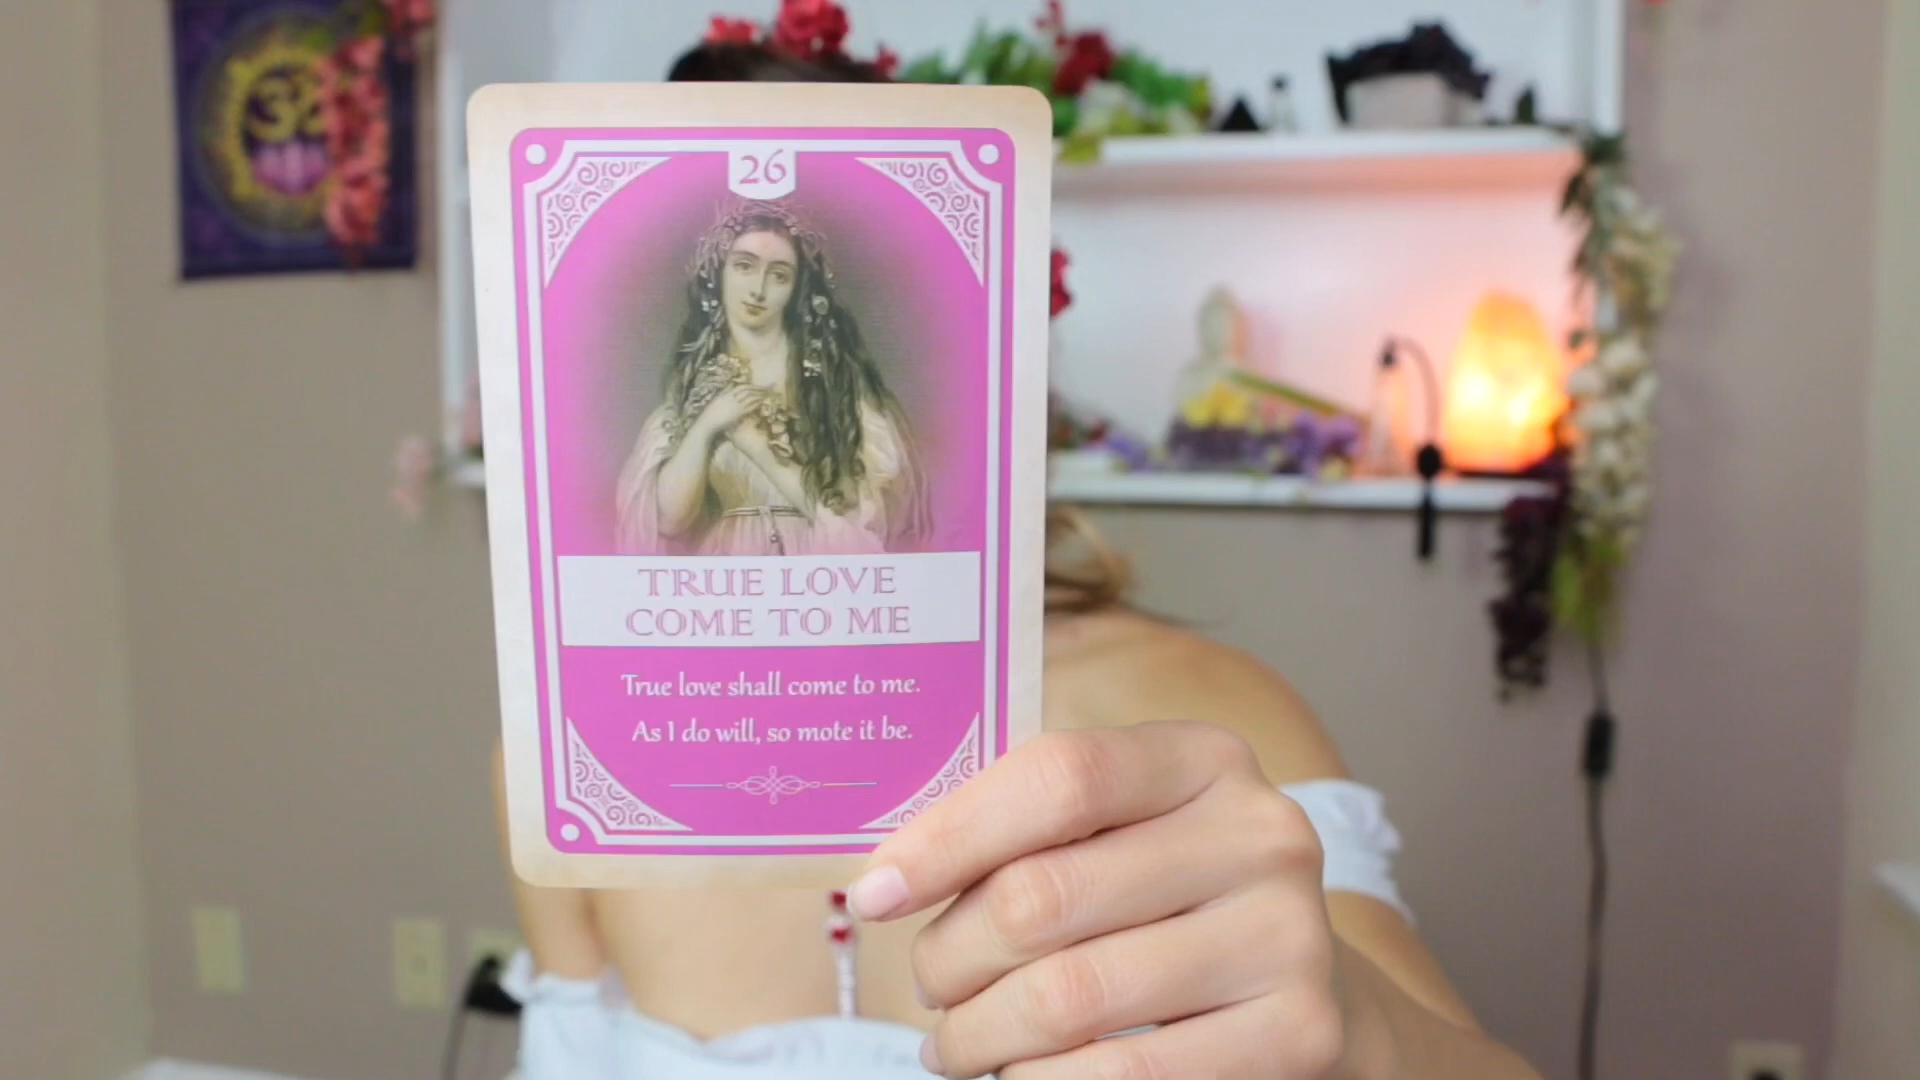 26
TRUE LOVE
COME TO ME
True love shall come to me.
As I do will, so mote it be.